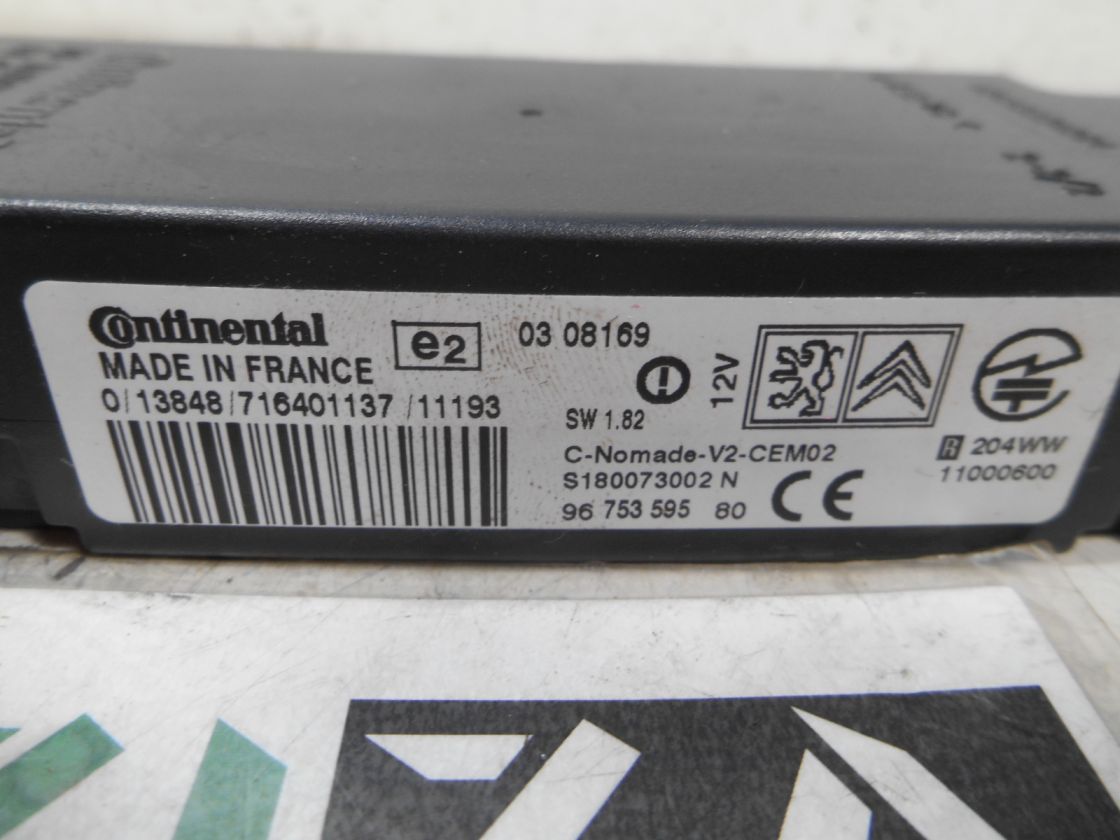 Continental
MADE IN FRANCE
0/13848/716401137 /11193
e2
03 08169
12V
SW 1.82
C-Nomade-V2-CEM02
S180073002 N
96 753 595 80
CE
R 204WW
11000600